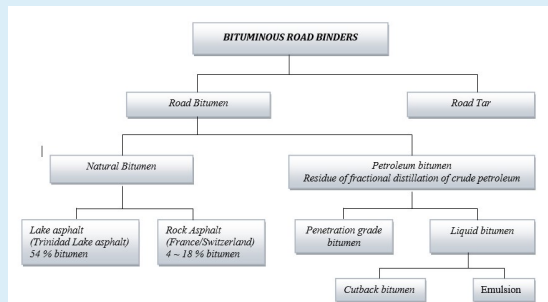 BITUMINOUS ROAD BINDERS
Road Bitumen
Road Tar
Natural Bitumen
Petroleum bitumen
Residue of fractional distillation of crude petroleum
Lake asphalt
(Trinidad Lake asphalt)
54 % bitumen
Rock Asphalt
(France/Switzerland)
4 ~ 18 % bitumen
Penetration grade
bitumen
Liquid bitumen
Cutback bitumen
Emulsion